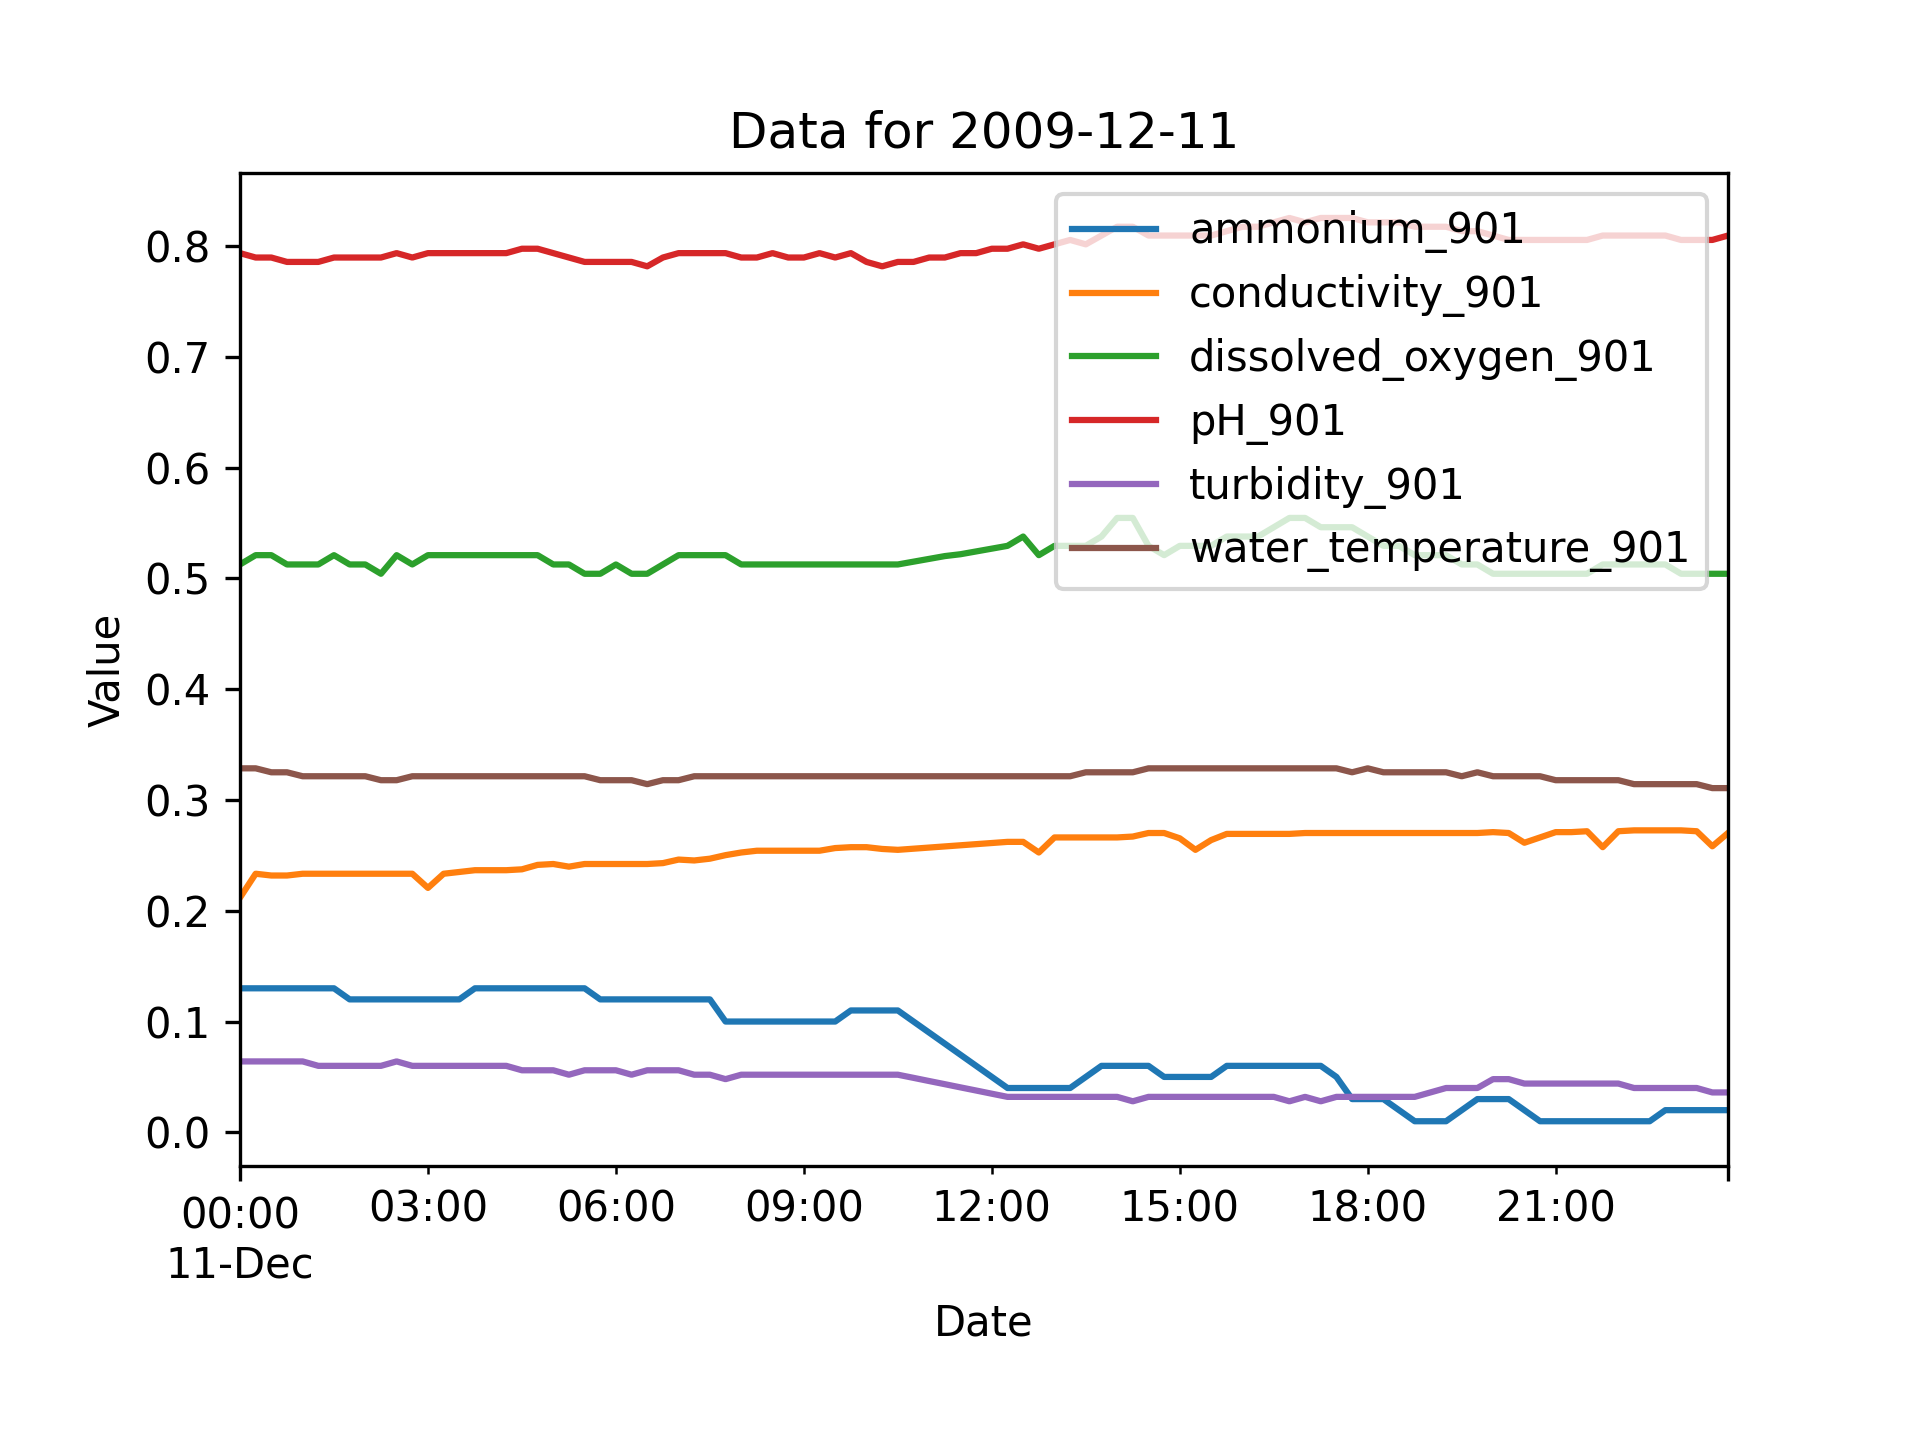 Data for 2009-12-11
ammonium_901
conductivity_901
dissolved_oxygen_901
pH_901
turbidity_901
water_temperature_901
0.8
0.7
0.6
0.5
0.4
0.3
0.2
0.1
0.0
Value
00:00 03:00 06:00 09:00 12:00 15:00 18:00 21:00
11-Dec
Date